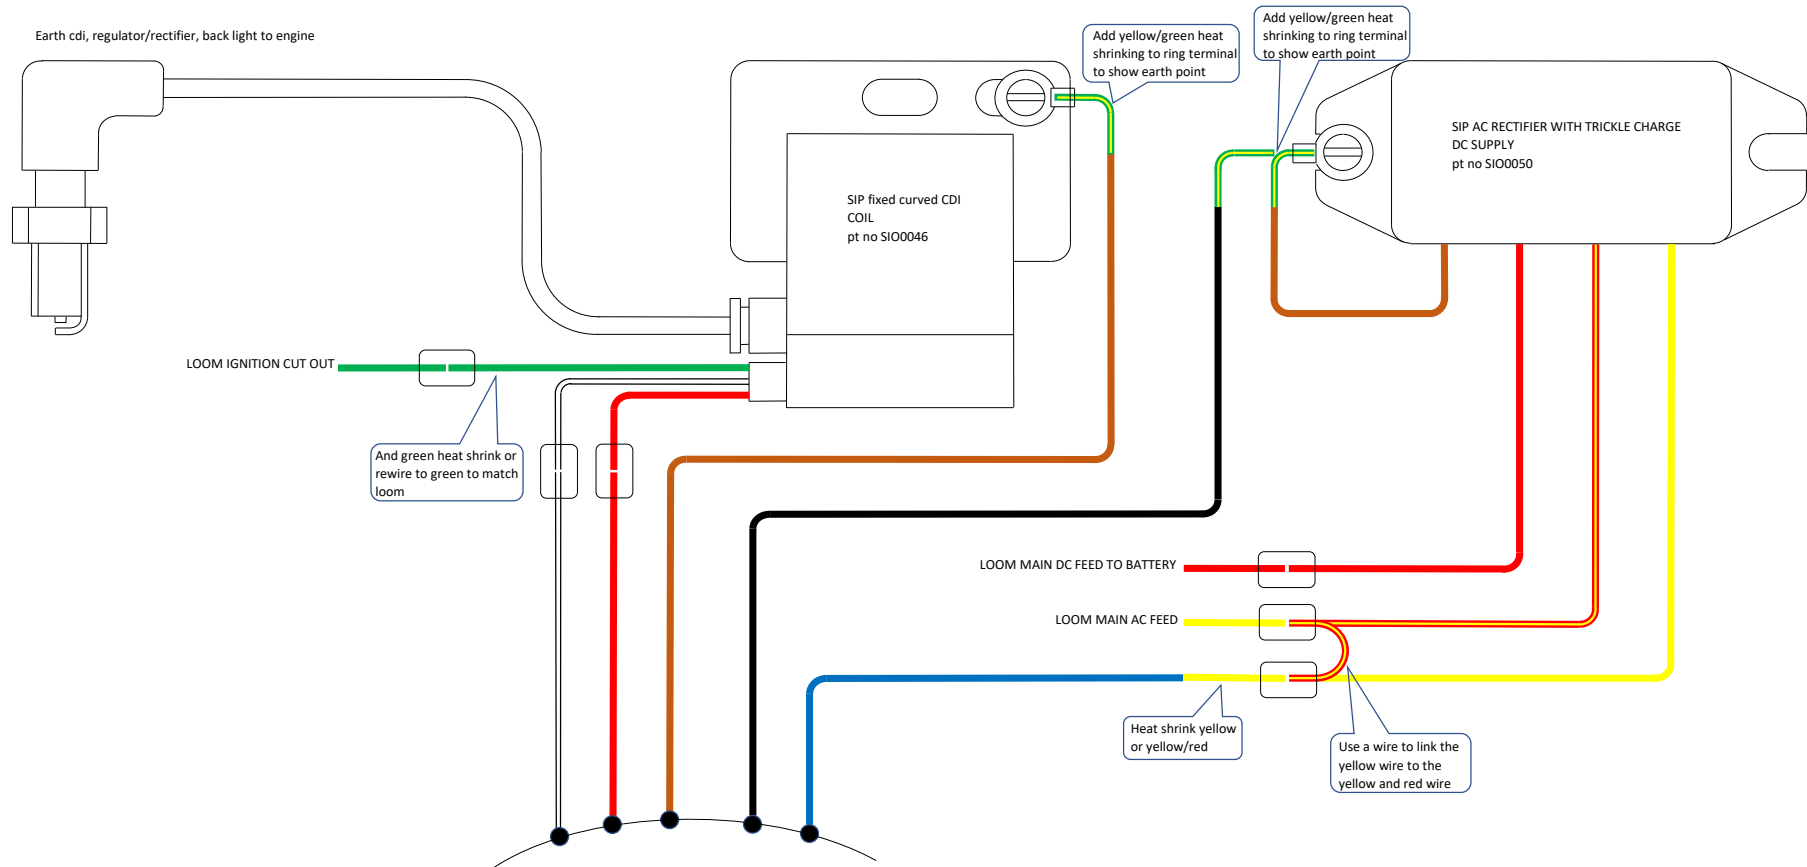 Earth cdi, regulator/rectifier, back light to engine
Add yellow/green heat
shrinking to ring terminal
to show earth point
Add yellow/green heat
shrinking to ring terminal
to show earth point
SIP AC RECTIFIER WITH TRICKLE CHARGE
DC SUPPLY
pt no SIO0050
SIP fixed curved CDI
COIL
pt no SIO0046
LOOM IGNITION CUT OUT
And green heat shrink or
rewire to green to match
loom
LOOM MAIN DC FEED TO BATTERY
LOOM MAIN AC FEED
Heat shrink yellow
or yellow/red
Use a wire to link the
yellow wire to the
yellow and red wire